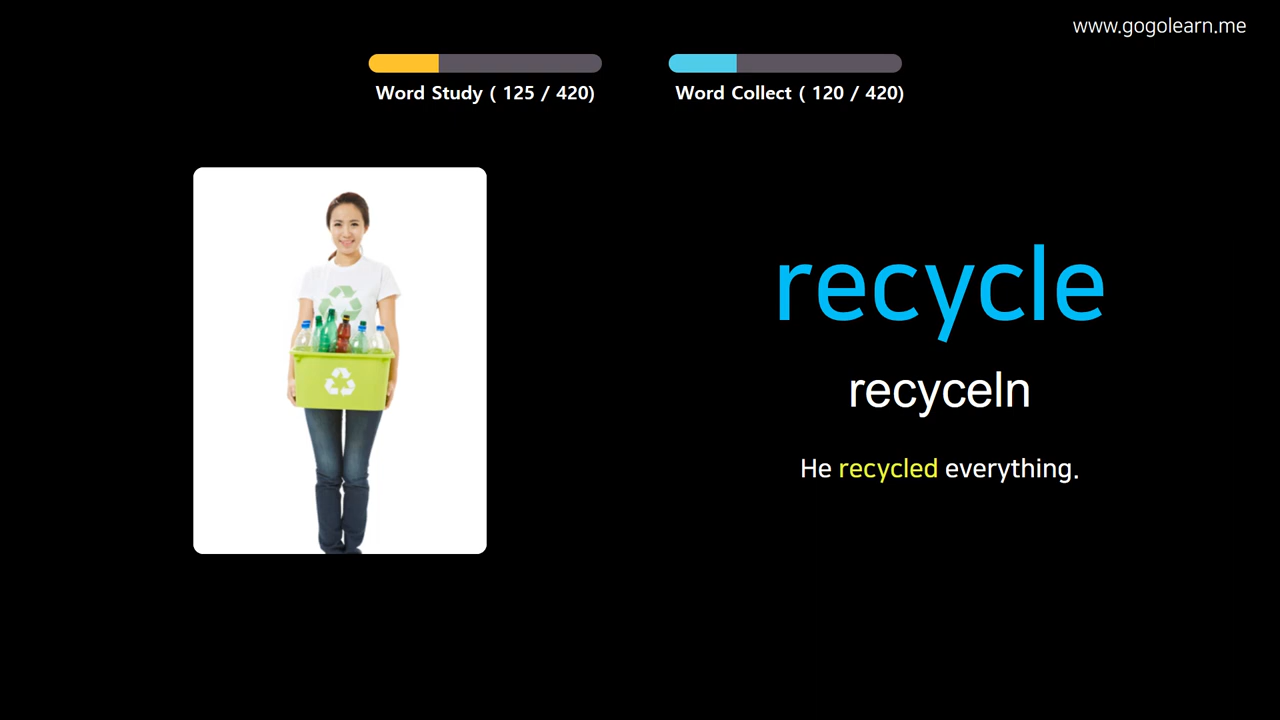 www.gogolearn.me
Word Study ( 125 / 420)
Word Collect ( 120 / 420)
recycle
recyceln
He recycled everything.